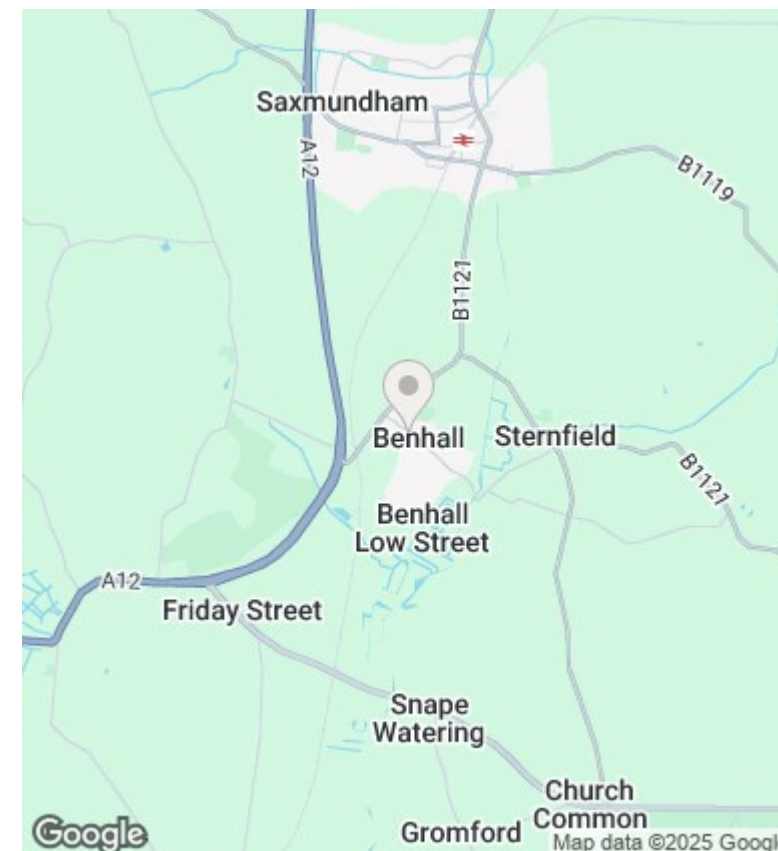 Saxmundham
A12
B1119
B1121
Benhall
Sternfield
B1121
Benhall
Low Street
A12
Friday Street
Snape
Watering
Church
Common
Gromford
Google
Map data ©2025 Googl